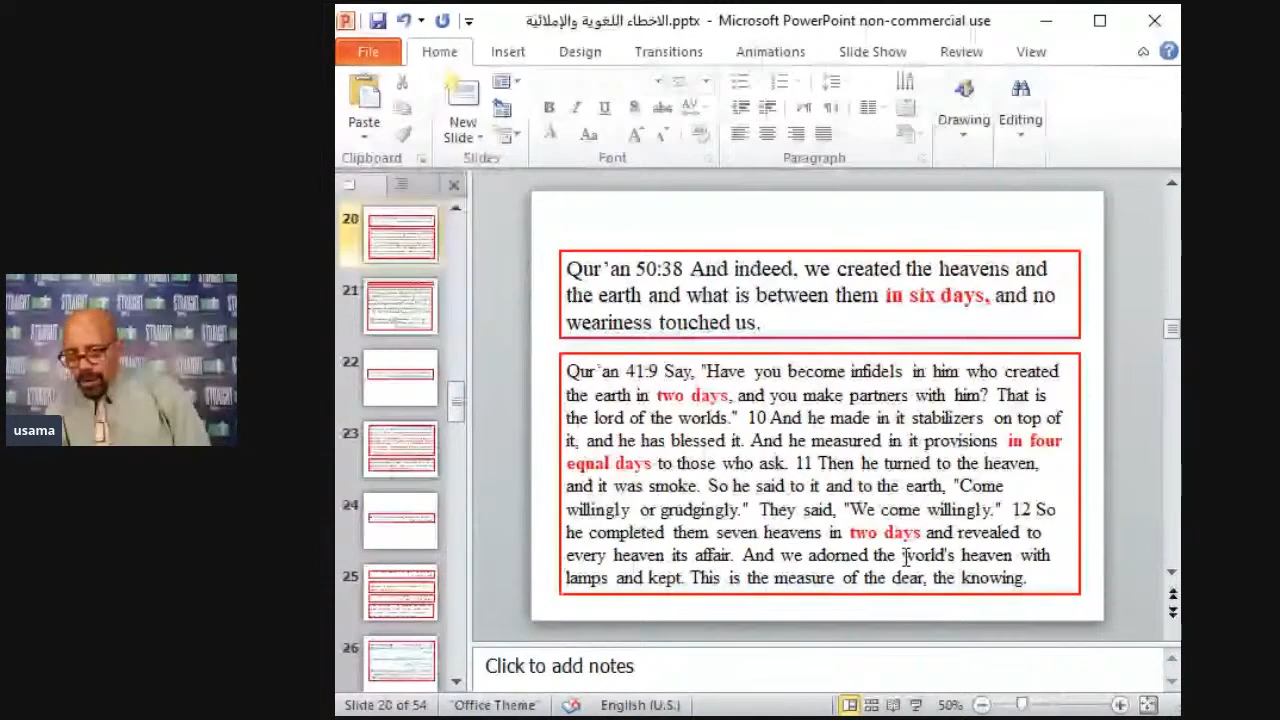 الاخطاء اللغوية والإملائية.pptx - Microsoft PowerPoint non-commercial use
File Home Insert Design Transitions Animations Slide Show Review View
Paste
New
Slide
Drawing Editing
Clipboard Slides Font Paragraph
20
21
22
23
24
25
26
STRAIGHT
usama
Qur’an 50:38 And indeed, we created the heavens and
the earth and what is between them in six days, and no
weariness touched us.
Qur’an 41:9 Say, "Have you become infidels in him who created
the earth in two days, and you make partners with him? That is
the lord of the worlds." 10 And he made in it stabilizers on top of
it, and he has blessed it. And he measured in it provisions in four
equal days to those who ask. 11 Then he turned to the heaven,
and it was smoke. So he said to it and to the earth, "Come
willingly or grudgingly." They said, "We come willingly." 12 So
he completed them seven heavens in two days and revealed to
every heaven its affair. And we adorned the world's heaven with
lamps and kept. This is the measure of the dear, the knowing.
Click to add notes
Slide 20 of 54 "Office Theme" English (U.S.) 50%